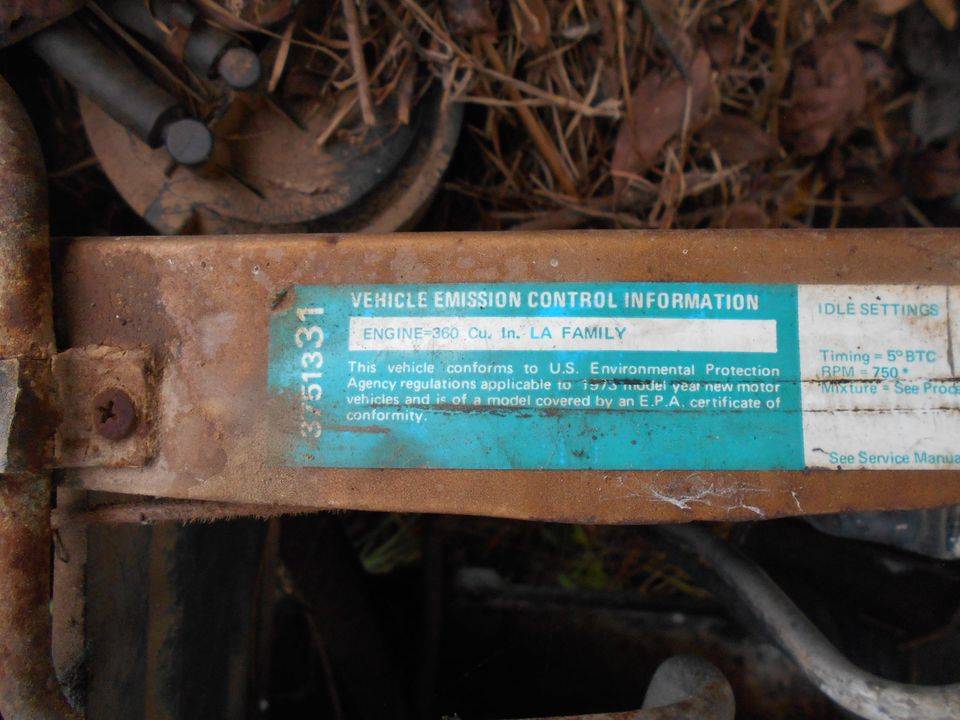 VEHICLE EMISSION CONTROL INFORMATION
ENGINE=360 Cu. In. LA FAMILY
This vehicle conforms to U.S. Environmental Protection
Agency regulations applicable to 1973 model year new motor
vehicles and is of a model covered by an E.P.A. certificate of
conformity.
3751331
IDLE SETTINGS
Timing = 5° BTC
RPM = 750*
Mixture = See Proc
See Service Manua